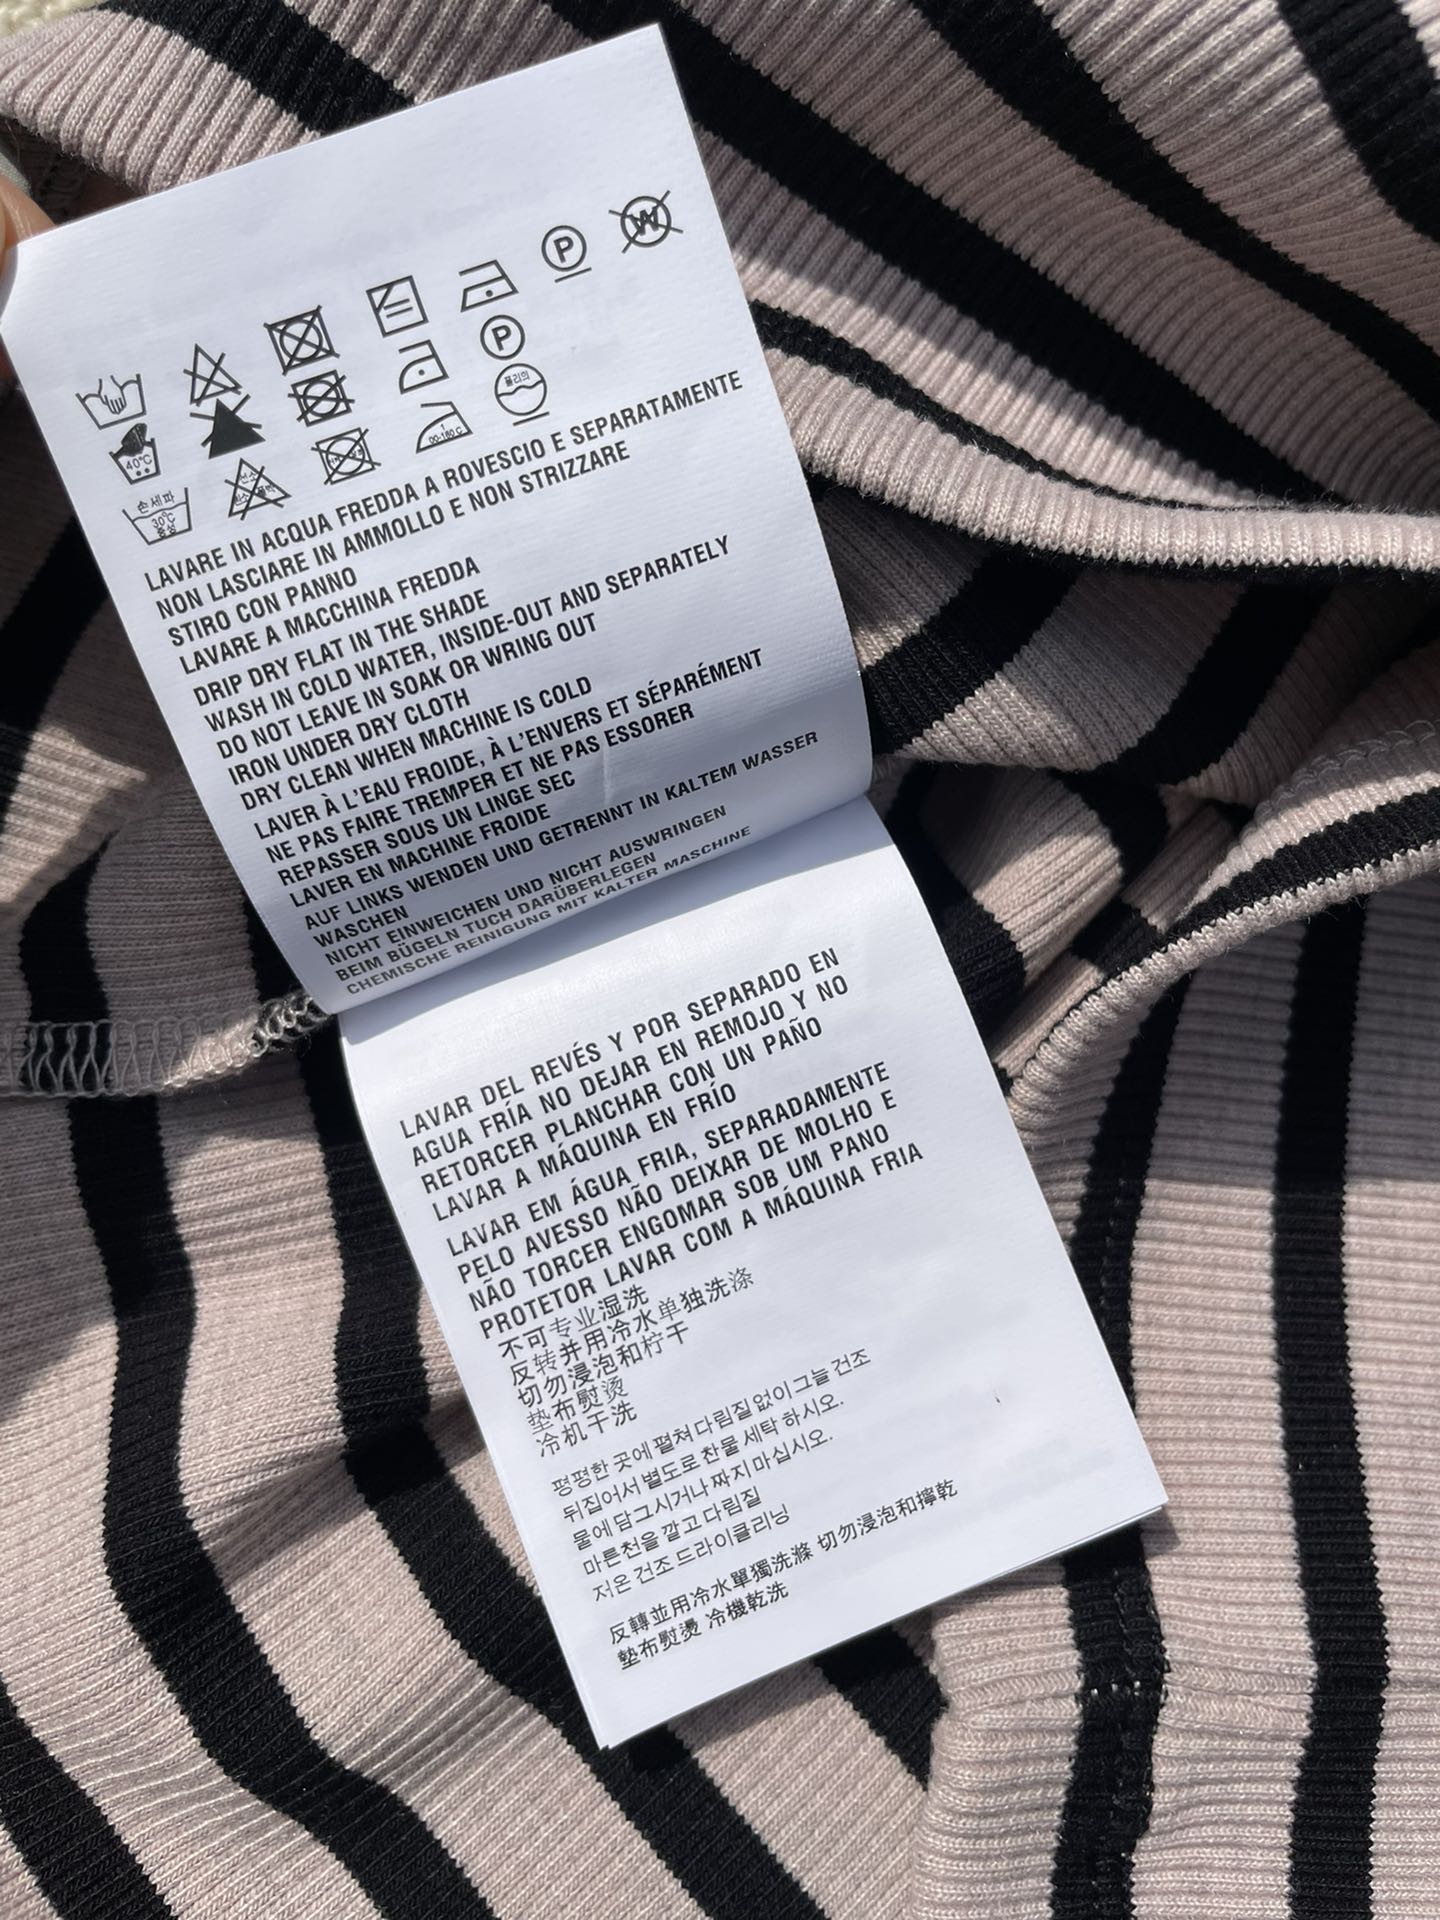 P
W
P
40°C
손세파
30°C
중성
폴리의
LAVARE IN ACQUA FREDDA A ROVESCIO E SEPARATAMENTE
NON LASCIARE IN AMMOLLO E NON STRIZZARE
STIRO CON PANNO
LAVARE A MACCHINA FREDDA
DRIP DRY FLAT IN THE SHADE
WASH IN COLD WATER, INSIDE-OUT AND SEPARATELY
DO NOT LEAVE IN SOAK OR WRING OUT
IRON UNDER DRY CLOTH
DRY CLEAN WHEN MACHINE IS COLD
LAVER À L'EAU FROIDE, À L'ENVERS ET SÉPARÉMENT
NE PAS FAIRE TREMPER ET NE PAS ESSORER
REPASSER SOUS UN LINGE SEC
LAVER EN MACHINE FROIDE
AUF LINKS WENDEN UND GETRENNT IN KALTEM WASSER
WASCHEN
NICHT EINWEICHEN UND NICHT AUSWRINGEN
BEIM BÜGELN TUCH DARÜBERLEGEN
CHEMISCHE REINIGUNG MIT KALTER MASCHINE
LAVAR DEL REVÉS Y POR SEPARADO EN
AGUA FRÍA NO DEJAR EN REMOJO Y NO
RETORCER PLANCHAR CON UN PAÑO
LAVAR A MÁQUINA EN FRÍO
LAVAR EM ÁGUA FRIA, SEPARADAMENTE
PELO AVESSO NÃO DEIXAR DE MOLHO E
NÃO TORCER ENGOMAR SOB UM PANO
PROTETOR LAVAR COM A MÁQUINA FRIA
不可专业湿洗
反转并用冷水单独洗涤
切勿浸泡和柠干
垫布熨烫
冷机干洗
평평한 곳에 펼쳐 다림질 없이 그늘 건조
뒤집어서 별도로 찬물 세탁 하시오.
물에 담그시거나 짜지 마십시오.
마른천을 깔고 다림질
저온 건조 드라이클리닝
反轉並用冷水單獨洗滌 切勿浸泡和擰乾
墊布熨燙 冷機乾洗